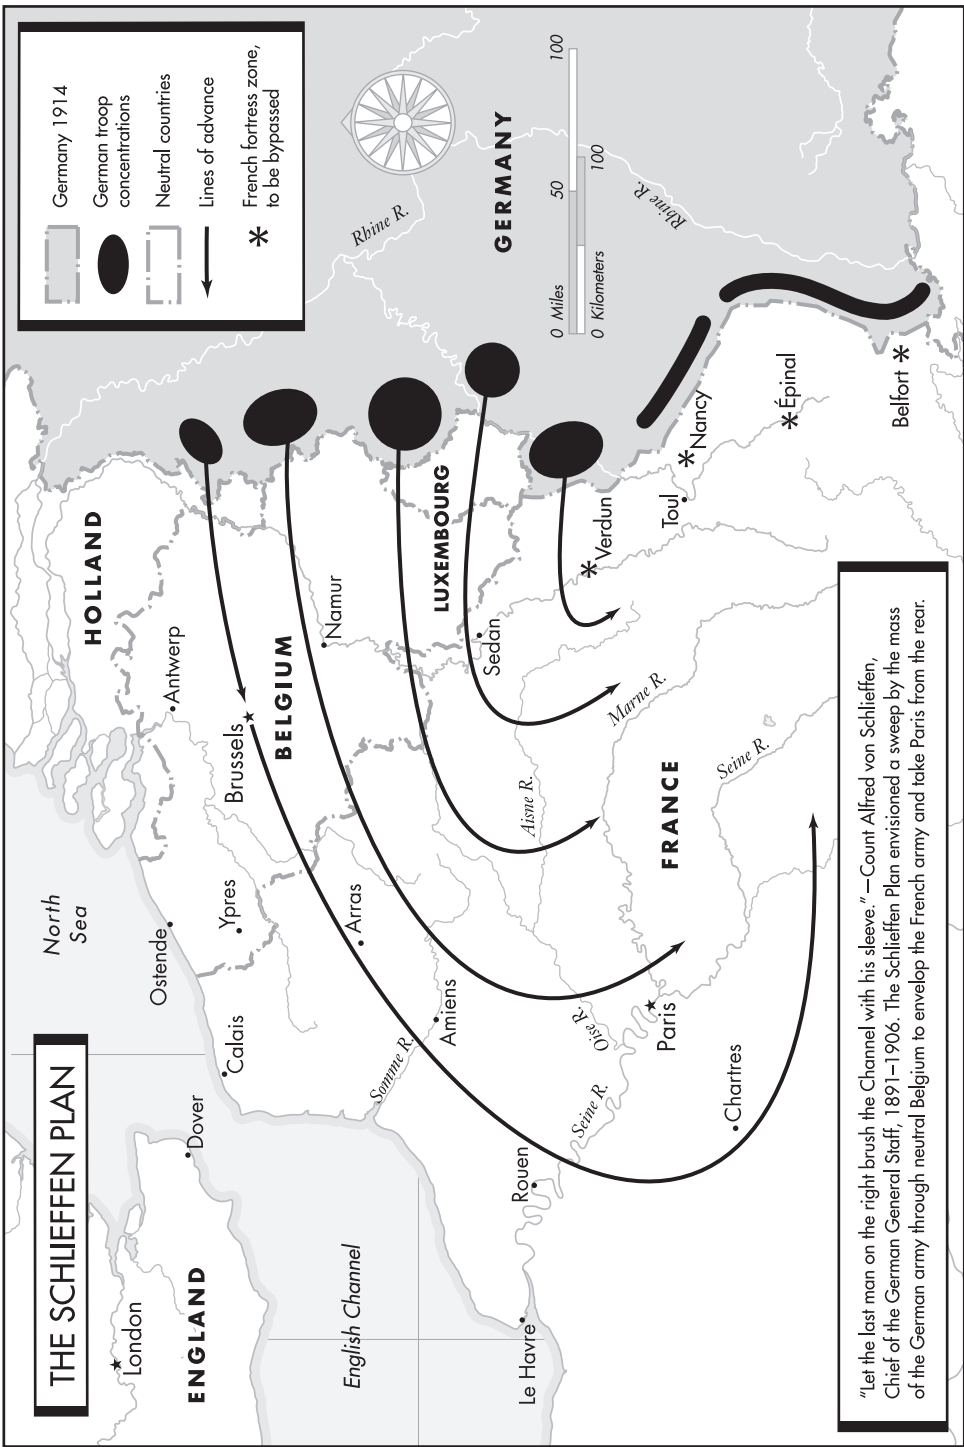 THE SCHLIEFFEN PLAN
Germany 1914
German troop
concentrations
Neutral countries
Lines of advance
French fortress zone,
to be bypassed
London
ENGLAND
Dover
English Channel
Le Havre
North
Sea
Calais
Ostende
Ypres
Brussels
Antwerp
HOLLAND
BELGIUM
Namur
Arras
Amiens
Somme R.
Rouen
Seine R.
Oise R.
Paris
Chartres
Aisne R.
FRANCE
Seine R.
Marne R.
Sedan
LUXEMBOURG
Verdun
Toul
Nancy
Épinal
Belfort
Rhine R.
GERMANY
Rhine R.
0 Miles 50 100
0 Kilometers 100
“Let the last man on the right brush the Channel with his sleeve.”—Count Alfred von Schlieffen,
Chief of the German General Staff, 1891–1906. The Schlieffen Plan envisioned a sweep by the mass
of the German army through neutral Belgium to envelop the French army and take Paris from the rear.